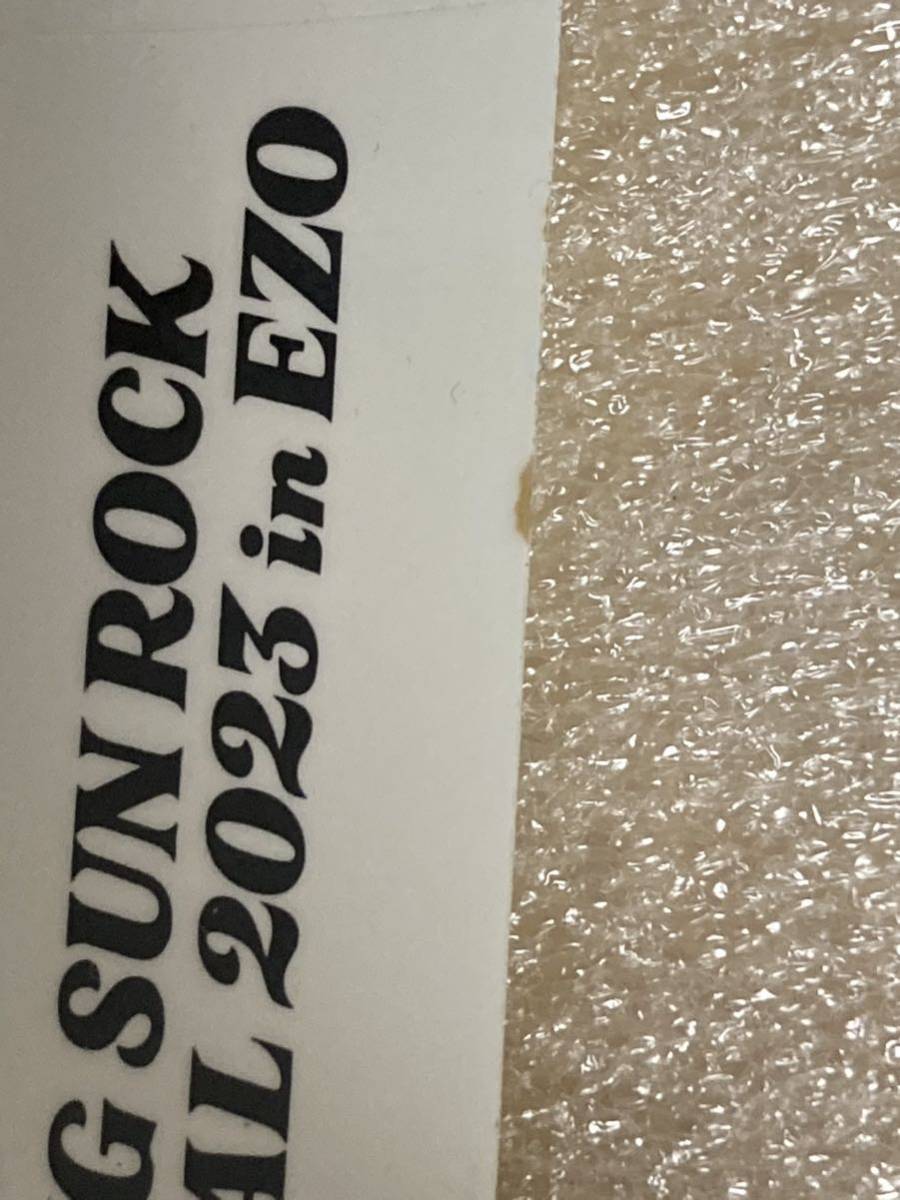 G SUN ROCK
AL 2023 in EZO